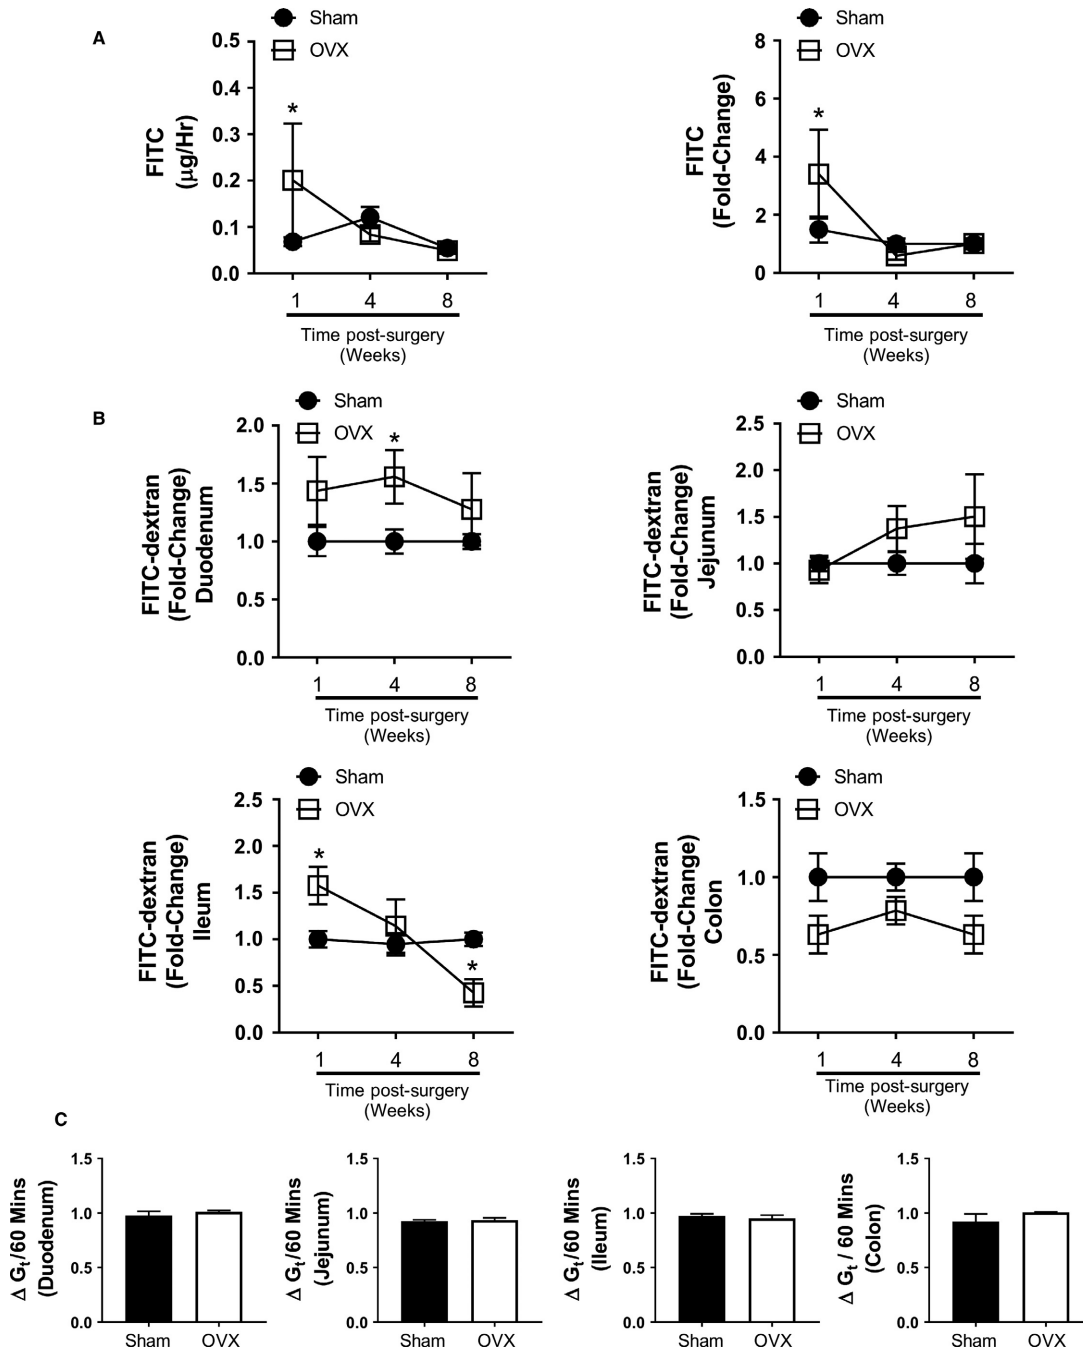 A
Sham
OVX
FITC
(µg/Hr)
0.5
0.4
0.3
0.2
0.1
0.0
*
1 4 8
Time post-surgery
(Weeks)
Sham
OVX
FITC
(Fold-Change)
8
6
4
2
0
*
1 4 8
Time post-surgery
(Weeks)
B
Sham
OVX
FITC-dextran
(Fold-Change)
Duodenum
2.0
1.5
1.0
0.5
0.0
*
1 4 8
Time post-surgery
(Weeks)
Sham
OVX
FITC-dextran
(Fold-Change)
Jejunum
2.5
2.0
1.5
1.0
0.5
0.0
1 4 8
Time post-surgery
(Weeks)
Sham
OVX
FITC-dextran
(Fold-Change)
Ileum
2.5
2.0
1.5
1.0
0.5
0.0
*
*
1 4 8
Time post-surgery
(Weeks)
Sham
OVX
FITC-dextran
(Fold-Change)
Colon
1.5
1.0
0.5
0.0
1 4 8
Time post-surgery
(Weeks)
C
Δ Gt/60 Mins
(Duodenum)
1.5
1.0
0.5
0.0
Sham OVX
Δ Gt/60 Mins
(Jejunum)
1.5
1.0
0.5
0.0
Sham OVX
Δ Gt/60 Mins
(Ileum)
1.5
1.0
0.5
0.0
Sham OVX
Δ Gt / 60 Mins
(Colon)
1.5
1.0
0.5
0.0
Sham OVX